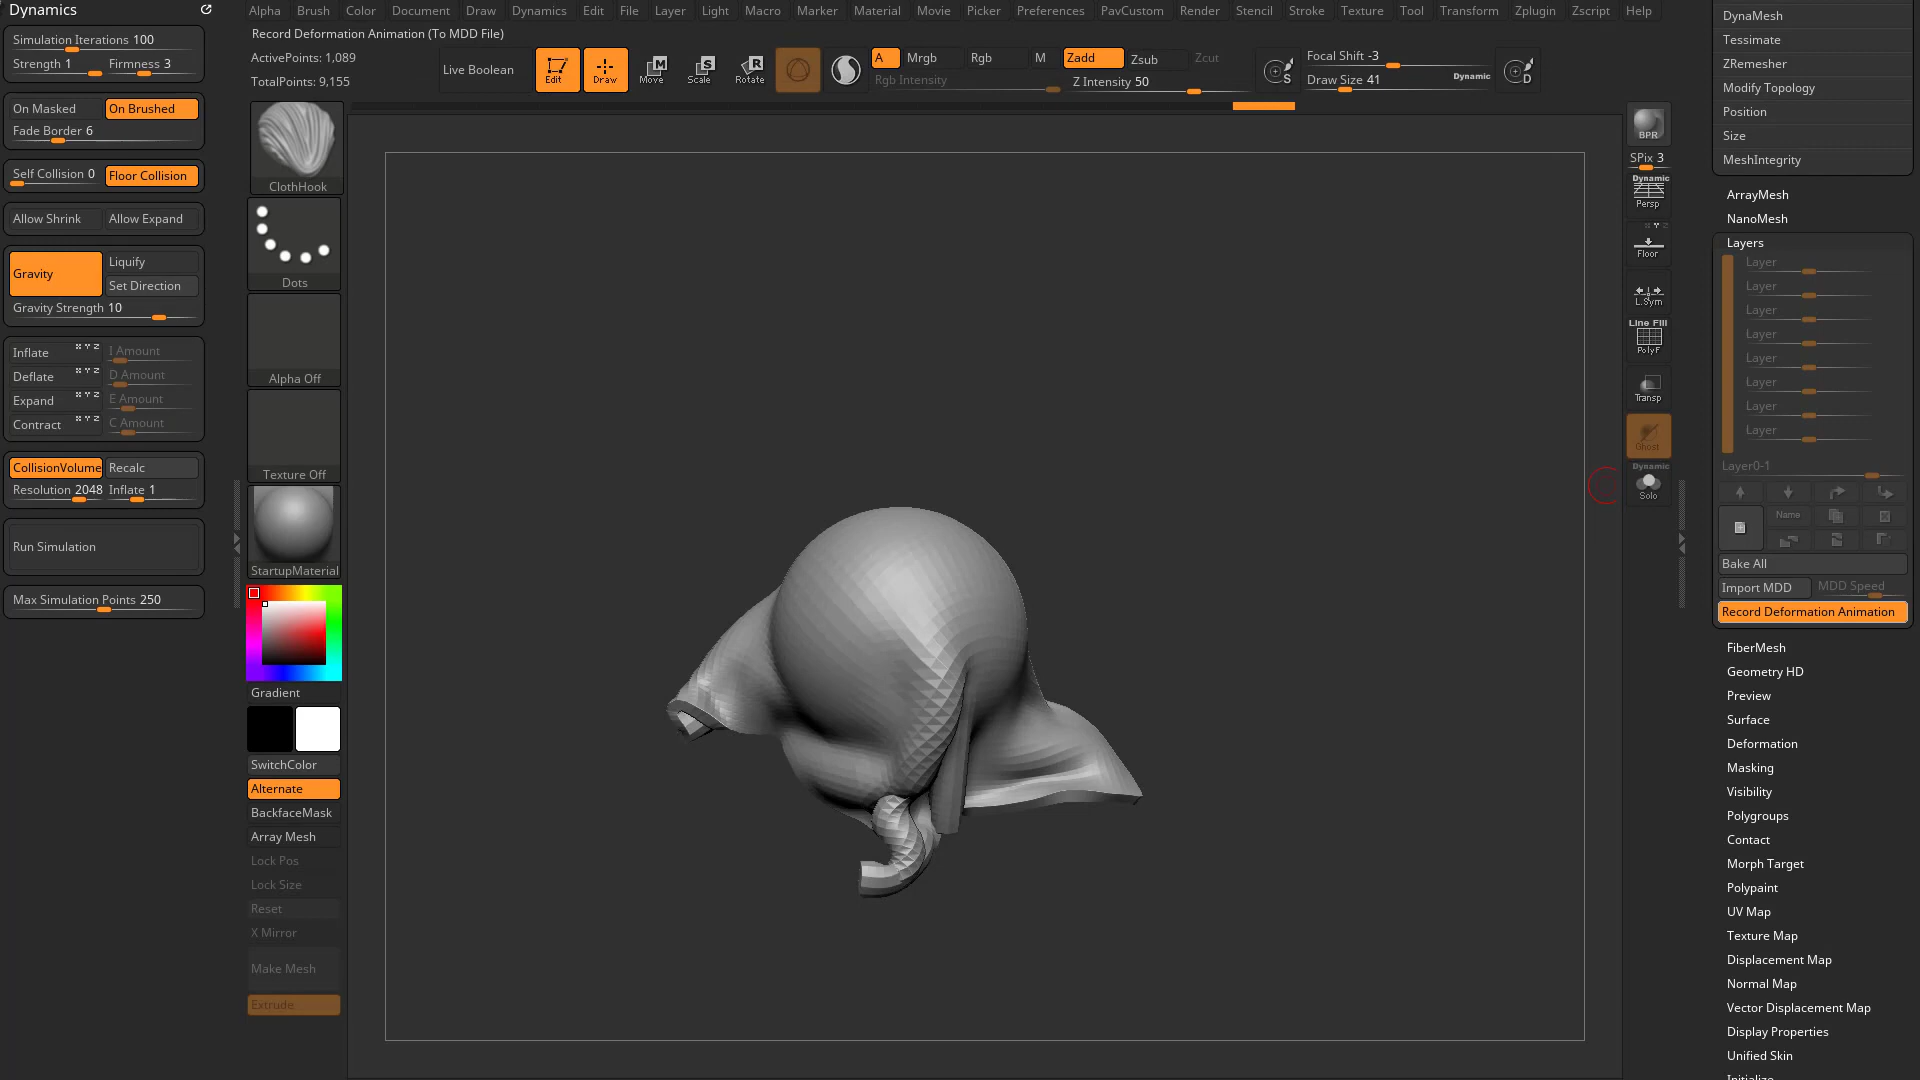 Dynamics
Simulation Iterations 100
Strength 1 Firmness 3
On Masked On Brushed
Fade Border 6
Self Collision 0 Floor Collision
Allow Shrink Allow Expand
Gravity Liquify
Set Direction
Gravity Strength 10
Inflate X Y Z I Amount
Deflate X Y Z D Amount
Expand X Y Z E Amount
Contract X Y Z C Amount
CollisionVolume Recalc
Resolution 2048 Inflate 1
Run Simulation
Max Simulation Points 250
Alpha Brush Color Document Draw Dynamics Edit File Layer Light Macro Marker Material Movie Picker Preferences PavCustom Render Stencil Stroke Texture Tool Transform Zplugin Zscript Help
Record Deformation Animation (To MDD File)
ActivePoints: 1,089
TotalPoints: 9,155
Live Boolean
Edit
Draw
M
Move
S
Scale
R
Rotate
A Mrgb Rgb M Zadd Zsub Zcut
Rgb Intensity Z Intensity 50
S
Focal Shift -3
Draw Size 41 Dynamic
D
ClothHook
Dots
Alpha Off
Texture Off
StartupMaterial
Gradient
SwitchColor
Alternate
BackfaceMask
Array Mesh
Lock Pos
Lock Size
Reset
X Mirror
Make Mesh
Extrude
BPR
SPix 3
Dynamic
Persp
X Y Z
Floor
L.Sym
Line Fill
PolyF
Transp
Ghost
Dynamic
Solo
DynaMesh
Tessimate
ZRemesher
Modify Topology
Position
Size
MeshIntegrity
ArrayMesh
NanoMesh
Layers
Layer
Layer
Layer
Layer
Layer
Layer
Layer
Layer
Layer0-1
Name
Bake All
Import MDD MDD Speed
Record Deformation Animation
FiberMesh
Geometry HD
Preview
Surface
Deformation
Masking
Visibility
Polygroups
Contact
Morph Target
Polypaint
UV Map
Texture Map
Displacement Map
Normal Map
Vector Displacement Map
Display Properties
Unified Skin
Initialize